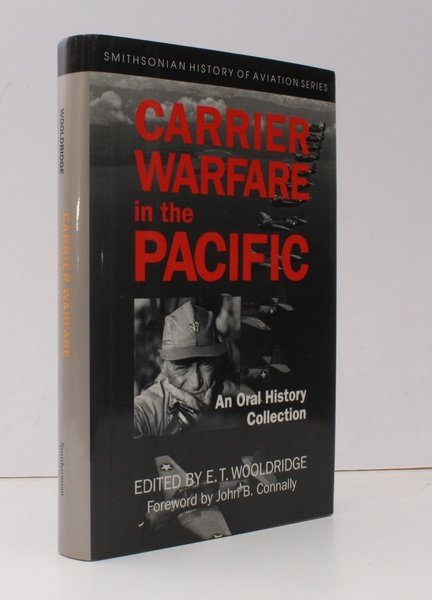 SMITHSONIAN HISTORY OF AVIATION SERIES
CARRIER
WARFARE
in the
PACIFIC
An Oral History
Collection
EDITED BY E. T. WOOLDRIDGE
Foreword by John B. Connally
WOOLDRIDGE
CARRIER WARFARE
Smithsonian